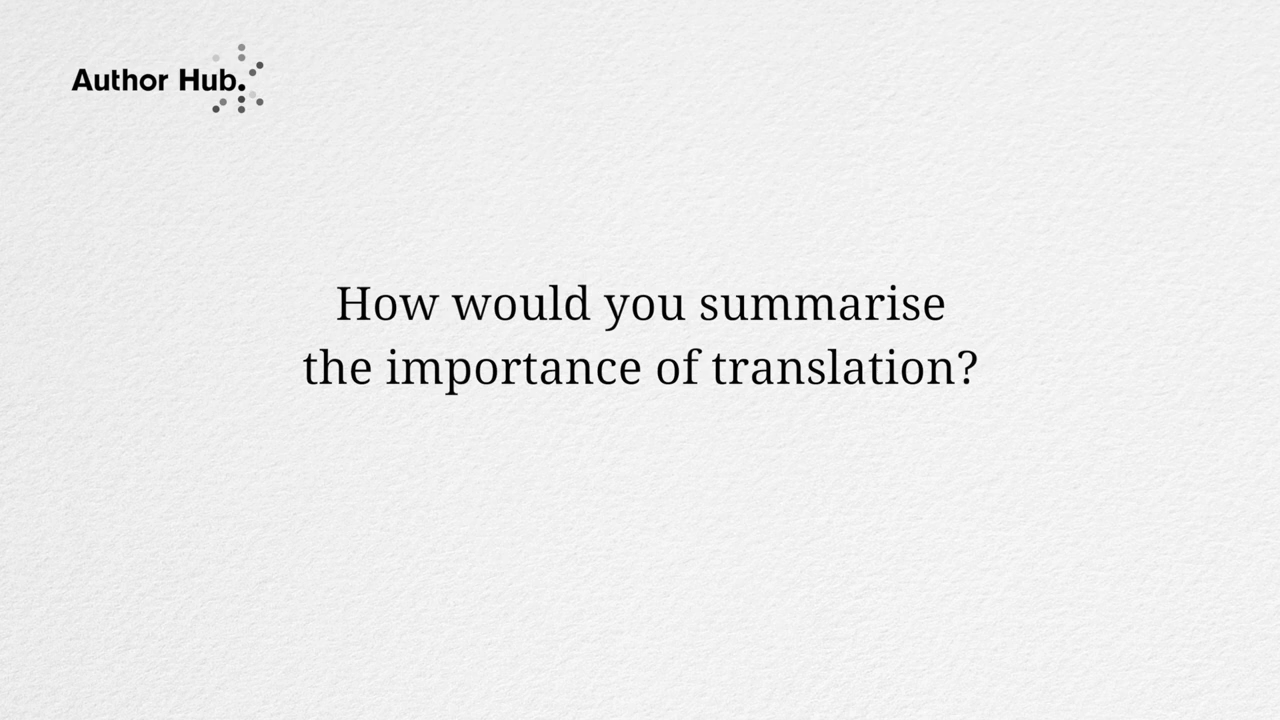 Author Hub.
How would you summarise
the importance of translation?